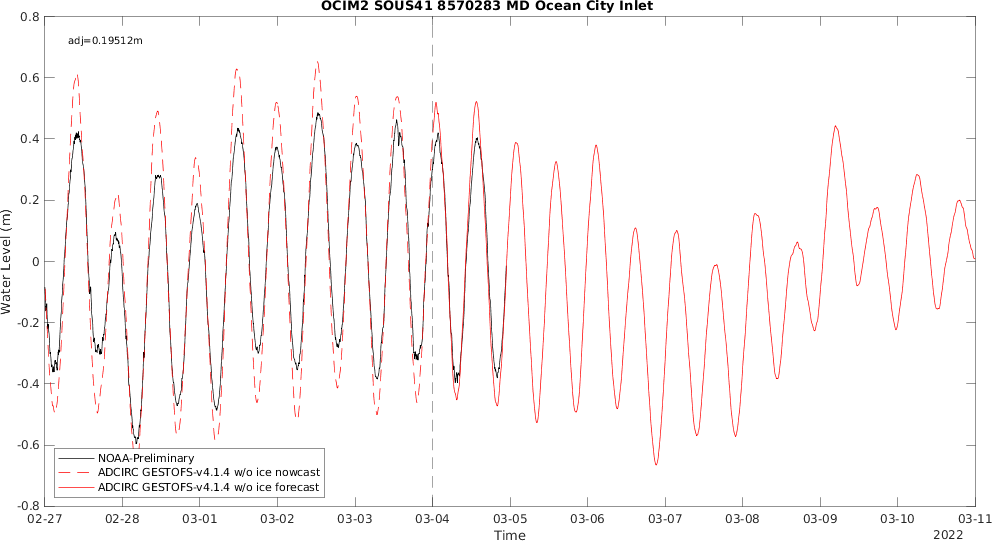 OCIM2 SOUS41 8570283 MD Ocean City Inlet
0.8
adj=0.19512m
0.6
0.4
0.2
0
-0.2
-0.4
-0.6
-0.8
Water Level (m)
NOAA-Preliminary
ADCIRC GESTOFS-v4.1.4 w/o ice nowcast
ADCIRC GESTOFS-v4.1.4 w/o ice forecast
02-27 02-28 03-01 03-02 03-03 03-04 03-05 03-06 03-07 03-08 03-09 03-10 03-11
Time
2022